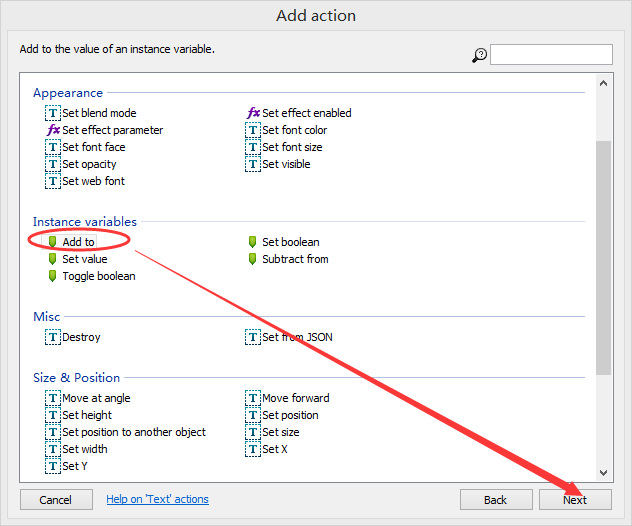 Add action
Add to the value of an instance variable.
Appearance
Set blend mode
Set effect enabled
Set effect parameter
Set font color
Set font face
Set font size
Set opacity
Set visible
Set web font
Instance variables
Add to
Set boolean
Set value
Subtract from
Toggle boolean
Misc
Destroy
Set from JSON
Size & Position
Move at angle
Move forward
Set height
Set position
Set position to another object
Set size
Set width
Set X
Set Y
Cancel
Help on 'Text' actions
Back
Next